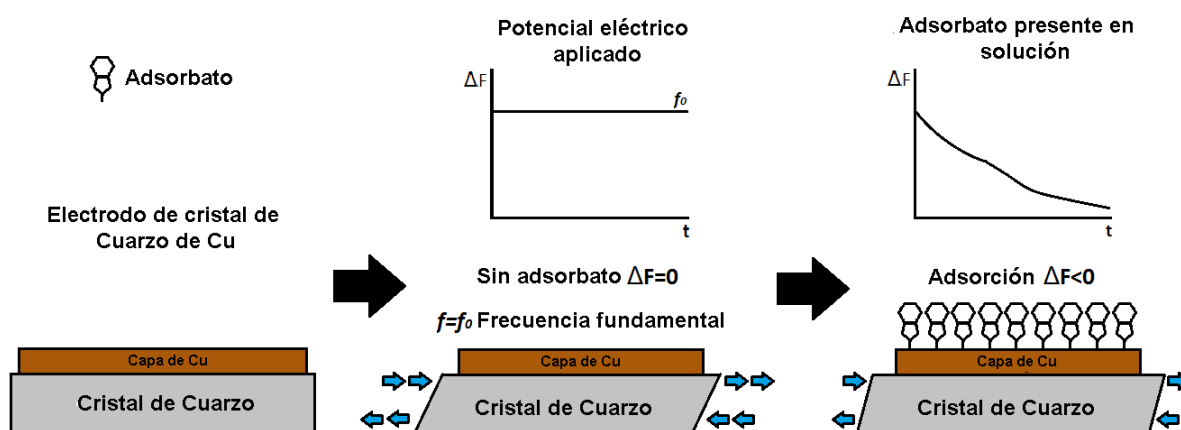 Adsorbato
Electrodo de cristal de
Cuarzo de Cu
Capa de Cu
Cristal de Cuarzo
Potencial eléctrico
aplicado
ΔF
f₀
t
Sin adsorbato ΔF=0
f=f₀ Frecuencia fundamental
Capa de Cu
Cristal de Cuarzo
Adsorbato presente en
solución
ΔF
t
Adsorción ΔF<0
Capa de Cu
Cristal de Cuarzo